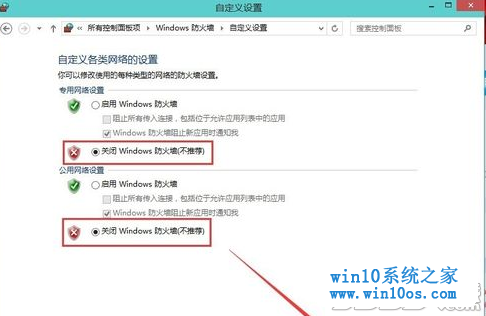 自定义设置
« 所有控制面板项 › Windows 防火墙 › 自定义设置
搜索控制面板
自定义各类网络的设置
你可以修改使用的每种类型的网络的防火墙设置。
专用网络设置
启用 Windows 防火墙
阻止所有传入连接，包括位于允许应用列表中的应用
Windows 防火墙阻止新应用时通知我
关闭 Windows 防火墙(不推荐)
公用网络设置
启用 Windows 防火墙
阻止所有传入连接，包括位于允许应用列表中的应用
Windows 防火墙阻止新应用时通知我
关闭 Windows 防火墙(不推荐)
win10系统之家
www.win10os.com